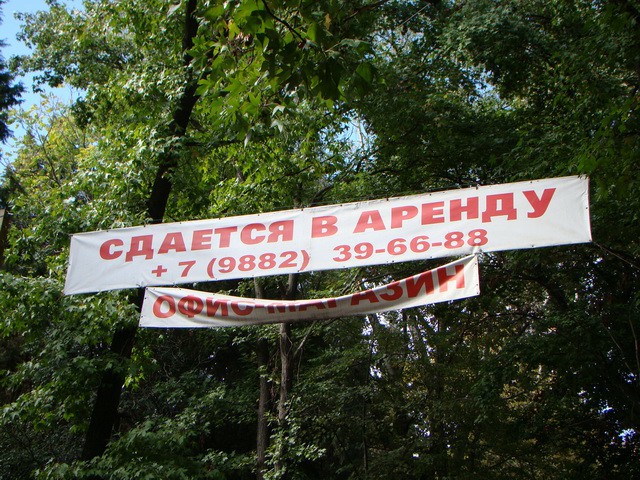 СДАЕТСЯ В АРЕНДУ
+ 7 (9882) 39-66-88
ОФИС-МАГАЗИН